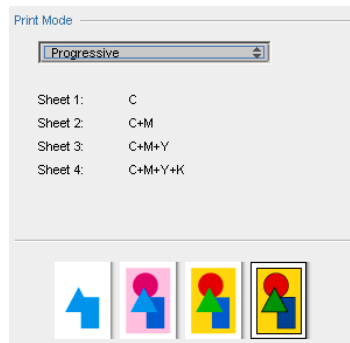 Print Mode
Progressive
Sheet 1: C
Sheet 2: C+M
Sheet 3: C+M+Y
Sheet 4: C+M+Y+K